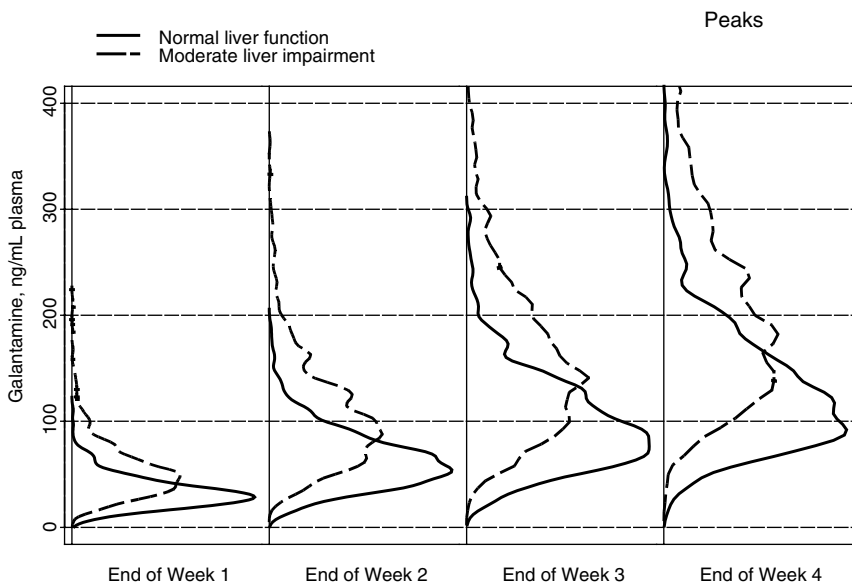 Peaks
Normal liver function
Moderate liver impairment
Galantamine, ng/mL plasma
400
300
200
100
0
End of Week 1
End of Week 2
End of Week 3
End of Week 4